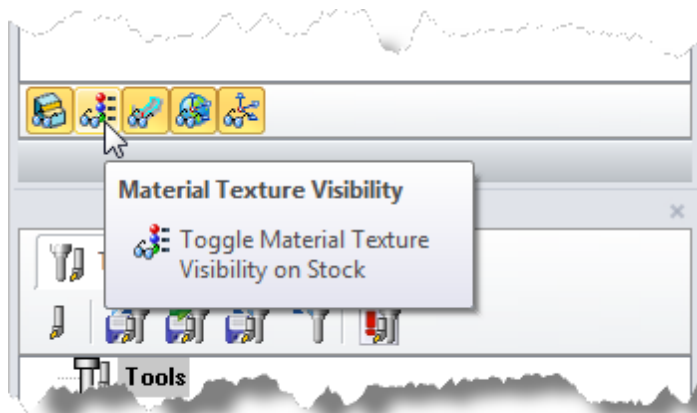 Material Texture Visibility
Toggle Material Texture
Visibility on Stock
Tools